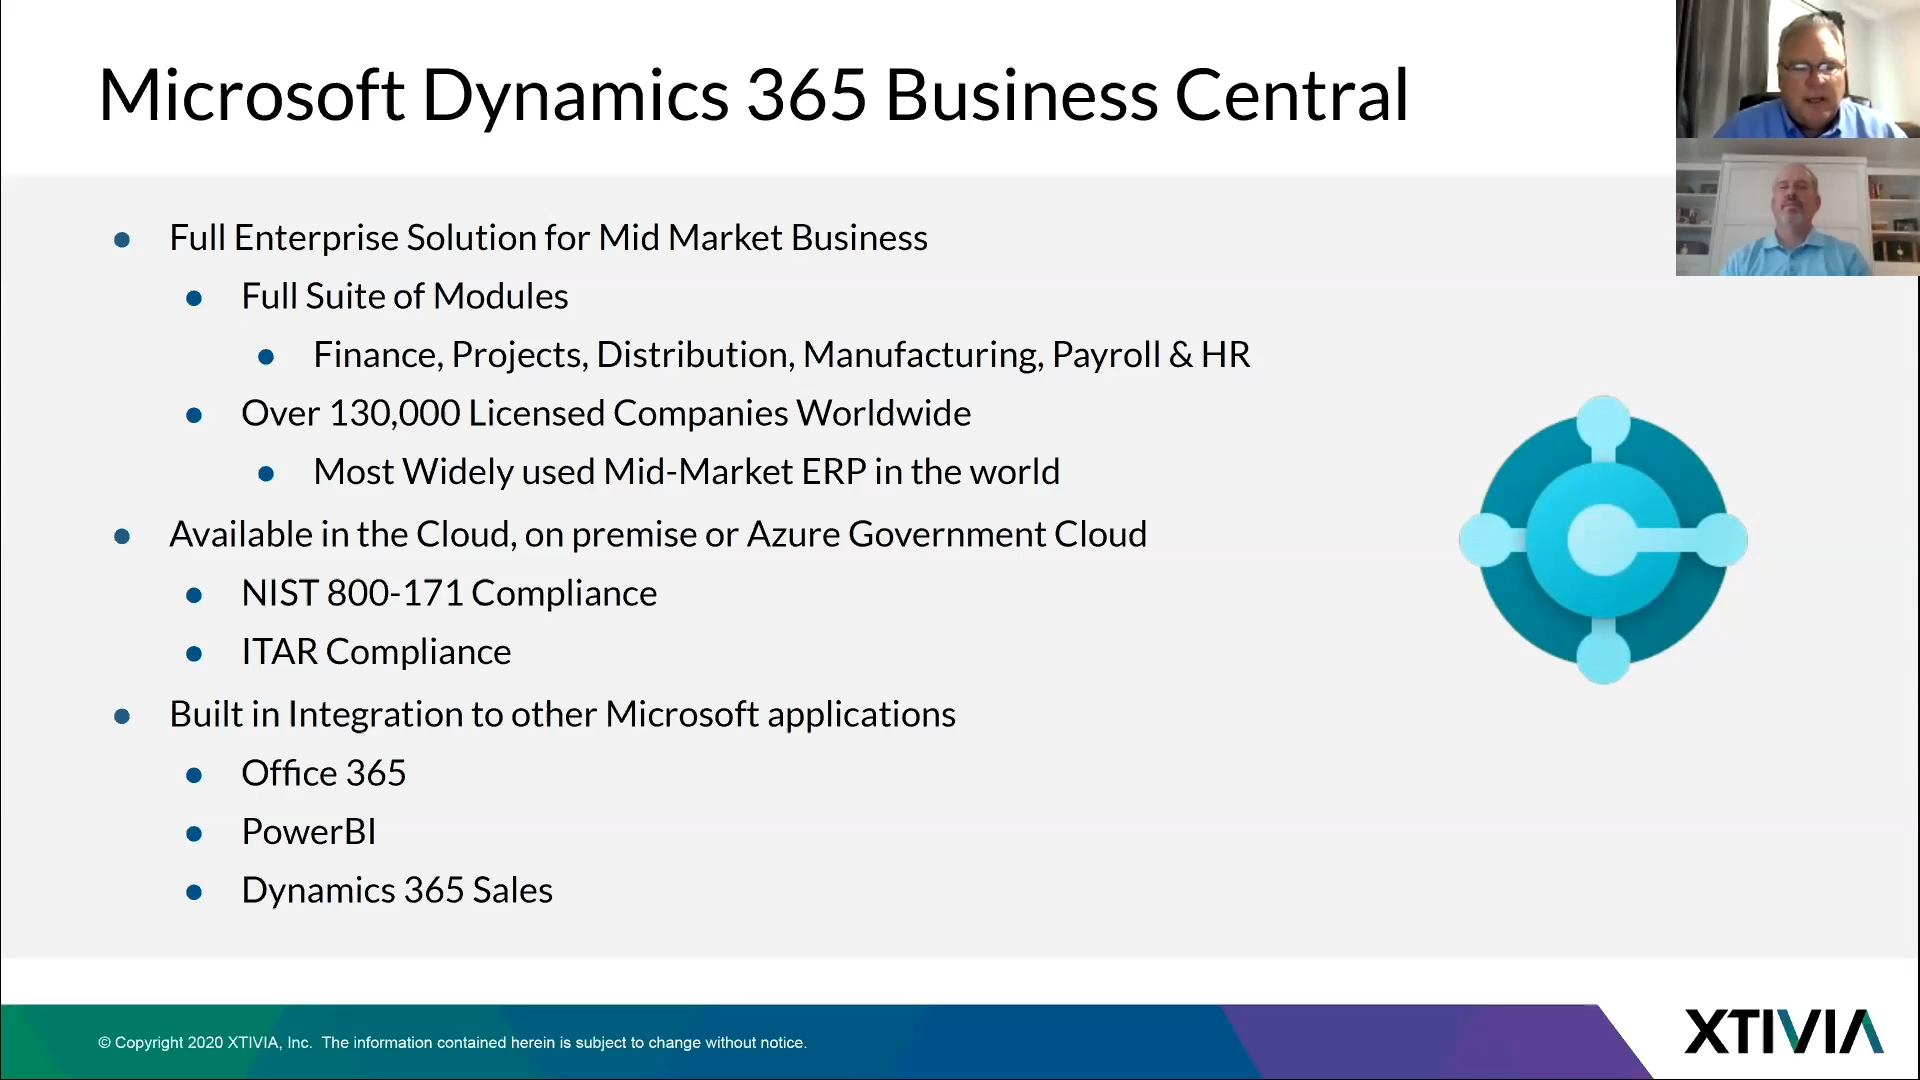 Microsoft Dynamics 365 Business Central
Full Enterprise Solution for Mid Market Business
Full Suite of Modules
Finance, Projects, Distribution, Manufacturing, Payroll & HR
Over 130,000 Licensed Companies Worldwide
Most Widely used Mid-Market ERP in the world
Available in the Cloud, on premise or Azure Government Cloud
NIST 800-171 Compliance
ITAR Compliance
Built in Integration to other Microsoft applications
Office 365
PowerBI
Dynamics 365 Sales
© Copyright 2020 XTIVIA, Inc. The information contained herein is subject to change without notice.
XTIVIA